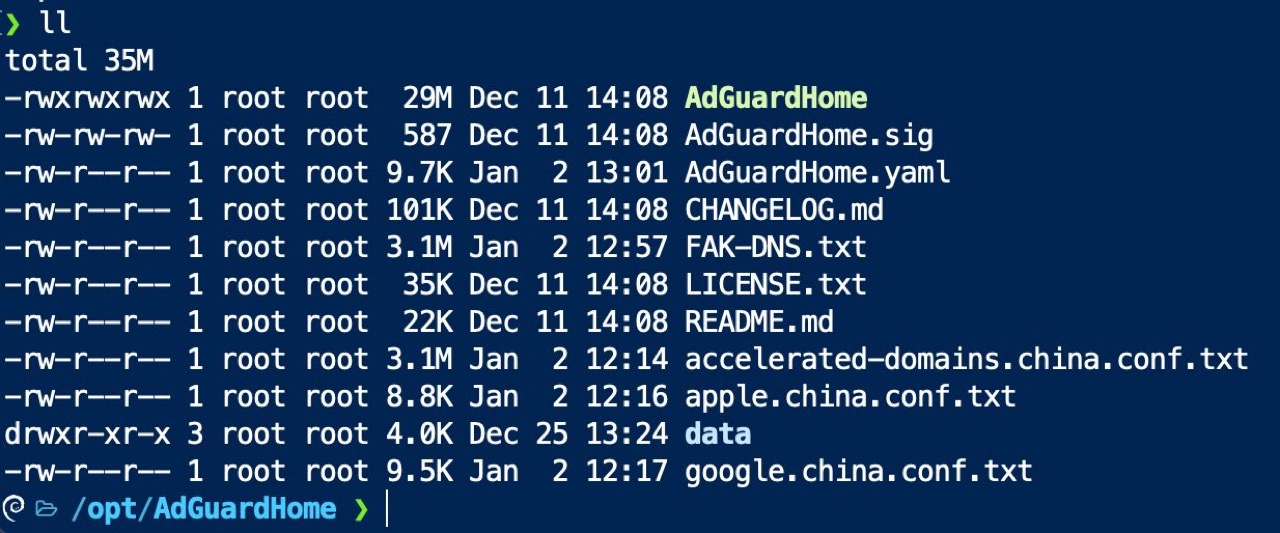 ❯ ll
total 35M
-rwxrwxrwx 1 root root  29M Dec 11 14:08 AdGuardHome
-rw-rw-rw- 1 root root  587 Dec 11 14:08 AdGuardHome.sig
-rw-r--r-- 1 root root 9.7K Jan  2 13:01 AdGuardHome.yaml
-rw-r--r-- 1 root root 101K Dec 11 14:08 CHANGELOG.md
-rw-r--r-- 1 root root 3.1M Jan  2 12:57 FAK-DNS.txt
-rw-r--r-- 1 root root  35K Dec 11 14:08 LICENSE.txt
-rw-r--r-- 1 root root  22K Dec 11 14:08 README.md
-rw-r--r-- 1 root root 3.1M Jan  2 12:14 accelerated-domains.china.conf.txt
-rw-r--r-- 1 root root 8.8K Jan  2 12:16 apple.china.conf.txt
drwxr-xr-x 3 root root 4.0K Dec 25 13:24 data
-rw-r--r-- 1 root root 9.5K Jan  2 12:17 google.china.conf.txt
/opt/AdGuardHome ❯